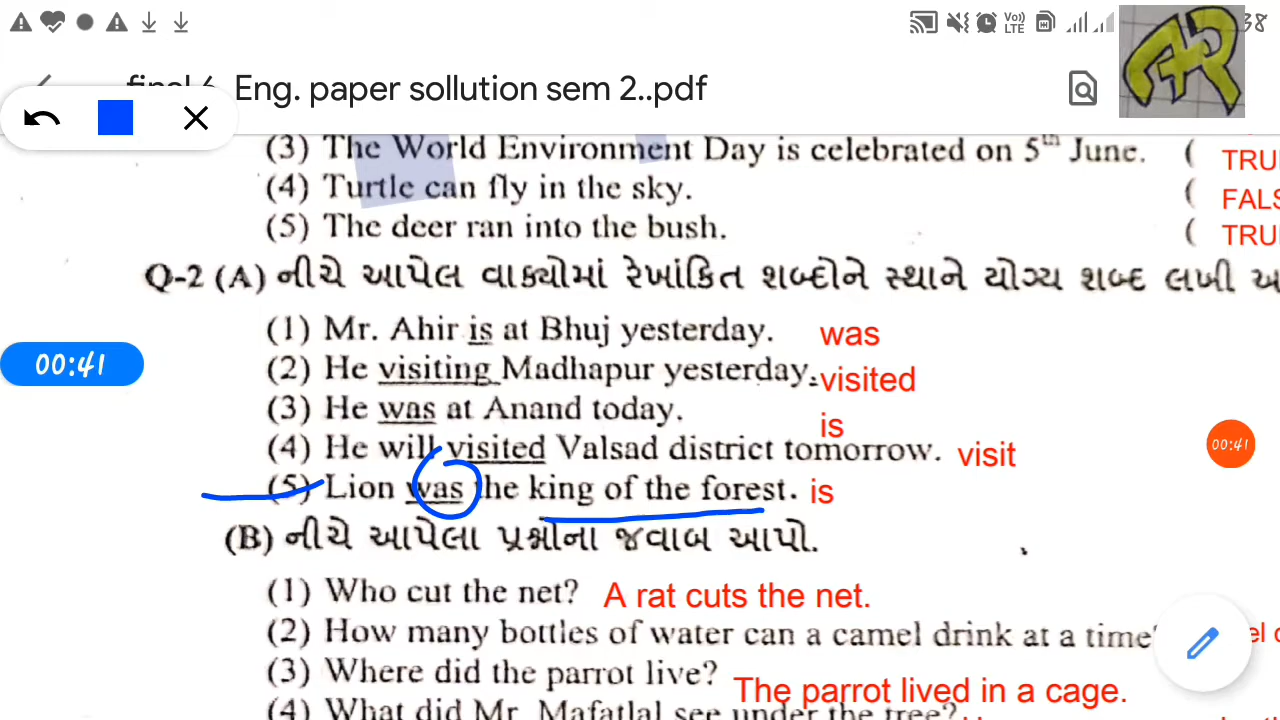 Vo)
LTE
38
final 6 Eng. paper sollution sem 2..pdf
(3) The World Environment Day is celebrated on 5th June. ( TRU
(4) Turtle can fly in the sky. ( FALS
(5) The deer ran into the bush. ( TRU
Q-2 (A) નીચે આપેલ વાક્યોમાં રેખાંકિત શબ્દોને સ્થાને યોગ્ય શબ્દ લખી
(1) Mr. Ahir is at Bhuj yesterday. was
00:41
(2) He visiting Madhapur yesterday. visited
(3) He was at Anand today. is
(4) He will visited Valsad district tomorrow. visit
00:41
(5) Lion was the king of the forest. is
(B) નીચે આપેલા પ્રશ્નોના જવાબ આપો.
(1) Who cut the net? A rat cuts the net.
(2) How many bottles of water can a camel drink at a time?
(3) Where did the parrot live? The parrot lived in a cage.
(4) What did Mr. Mafatlal see under the tree?